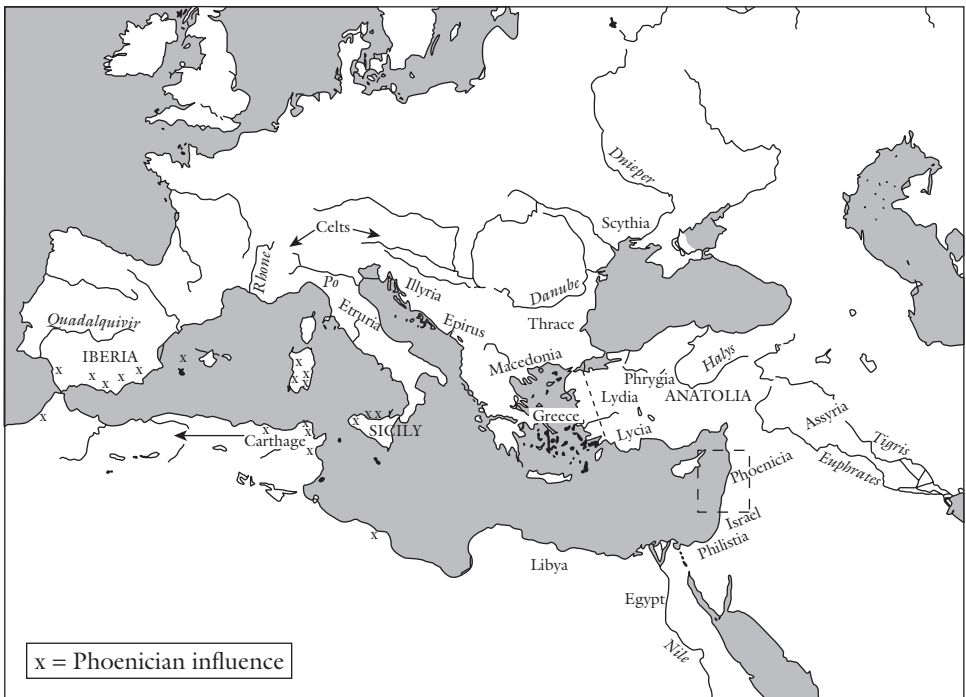 Dnieper
Scythia
Celts
Rhone
Po
Illyria
Danube
Etruria
Epirus
Thrace
Quadalquivir
IBERIA
x
x
x
x
x
x
x
x
x
x
x
x
Macedonia
Halys
Phrygia
Lydia
ANATOLIA
Greece
Lycia
Assyria
Tigris
Euphrates
x
x x x
SICILY
x
x
x
x
Carthage
Phoenicia
Israel
Philistia
x
Libya
Egypt
Nile
x = Phoenician influence